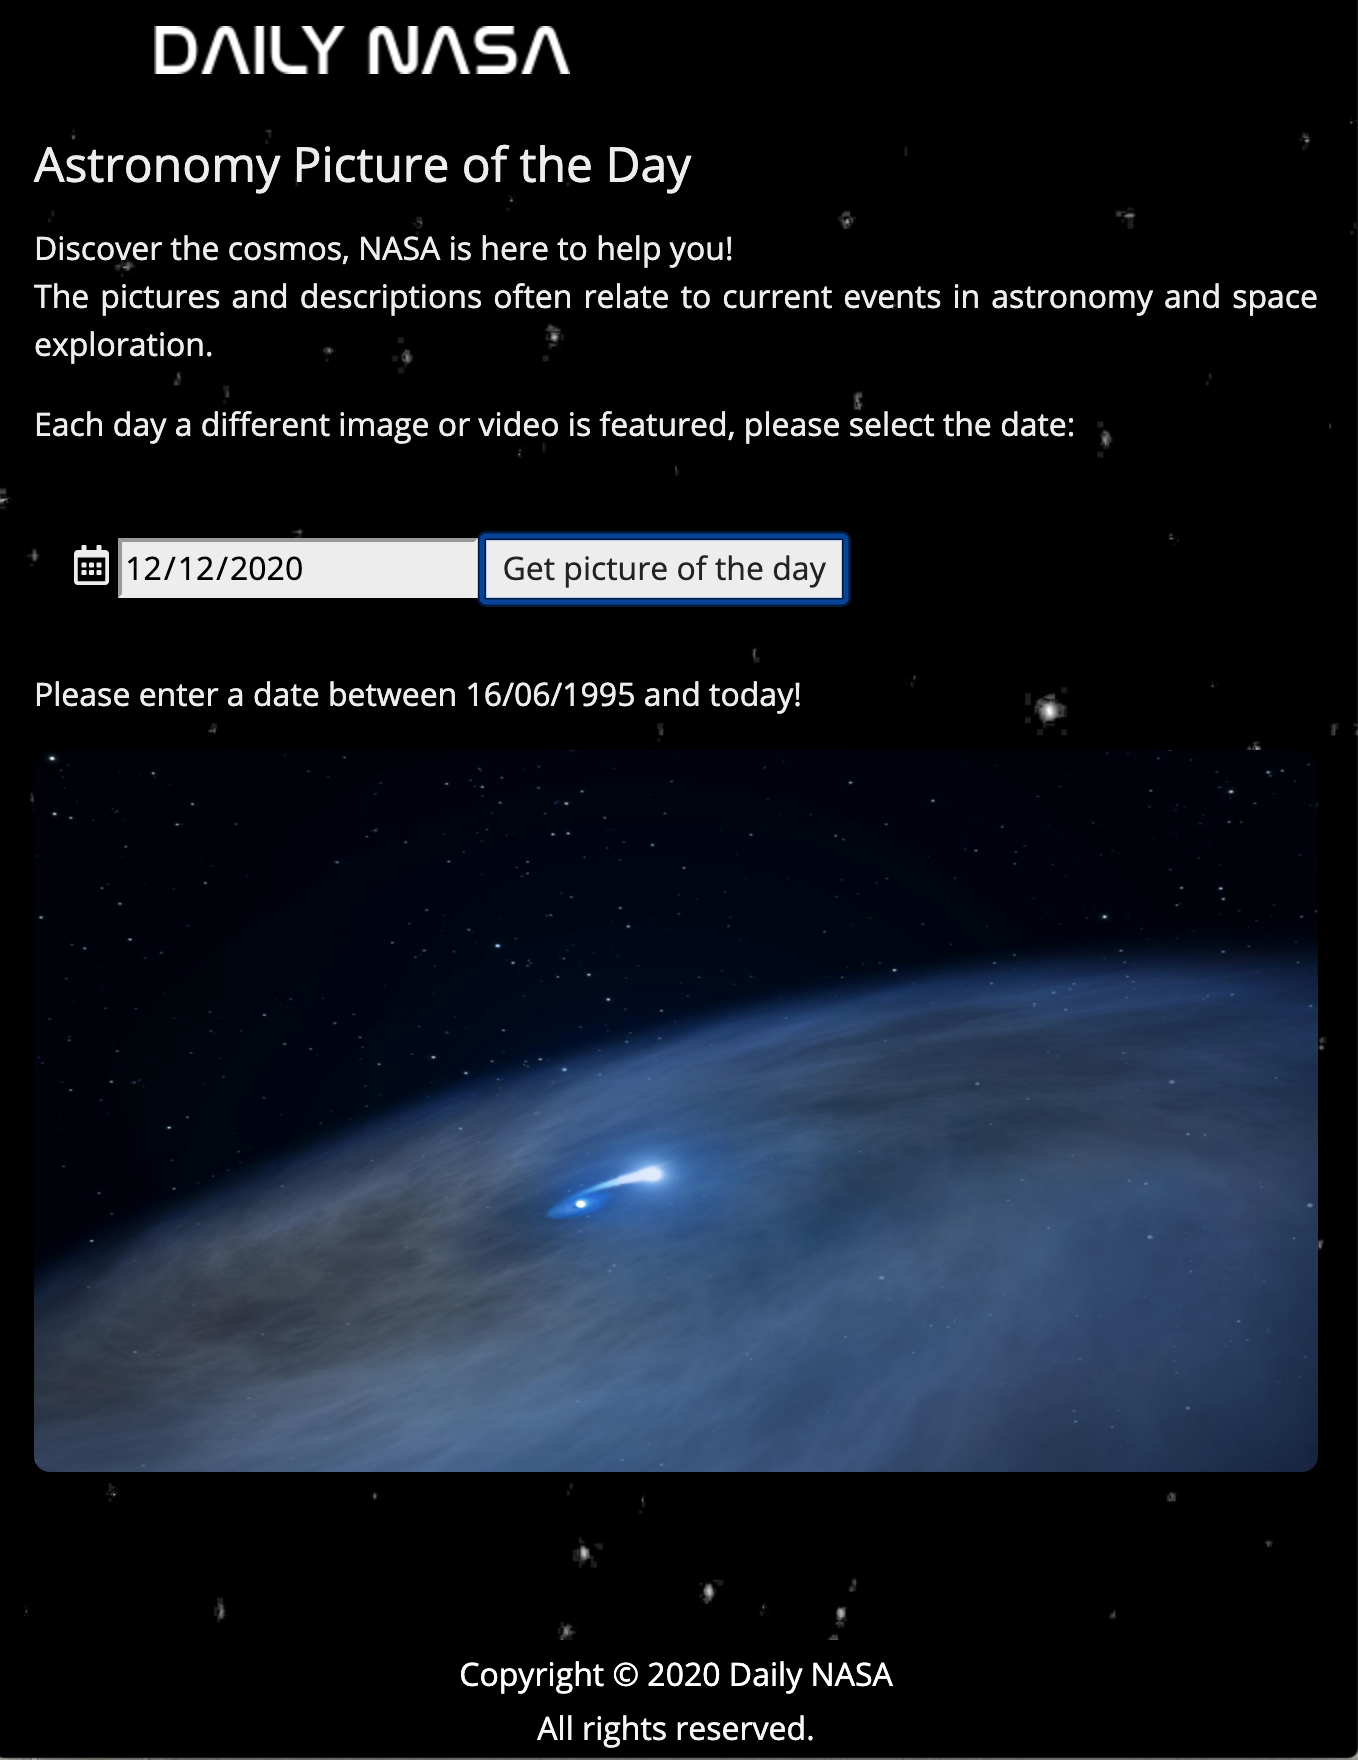 DAILY NASA
Astronomy Picture of the Day
Discover the cosmos, NASA is here to help you!
The pictures and descriptions often relate to current events in astronomy and space
exploration.
Each day a different image or video is featured, please select the date:
12/12/2020 Get picture of the day
Please enter a date between 16/06/1995 and today!
Copyright © 2020 Daily NASA
All rights reserved.